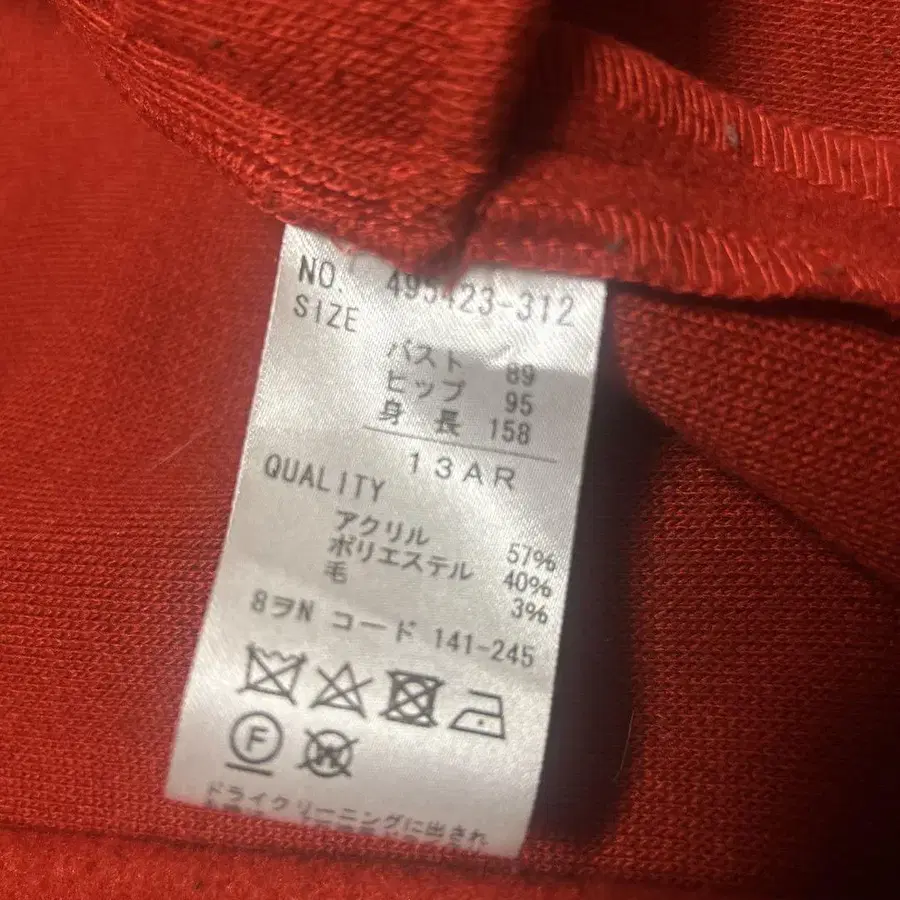 NO. 495423-312
SIZE
バスト 89
ヒップ 95
身長 158
13AR
QUALITY
アクリル 57%
ポリエステル 40%
毛 3%
8ヲN コード 141-245
F
W
ドライクリーニングに出され